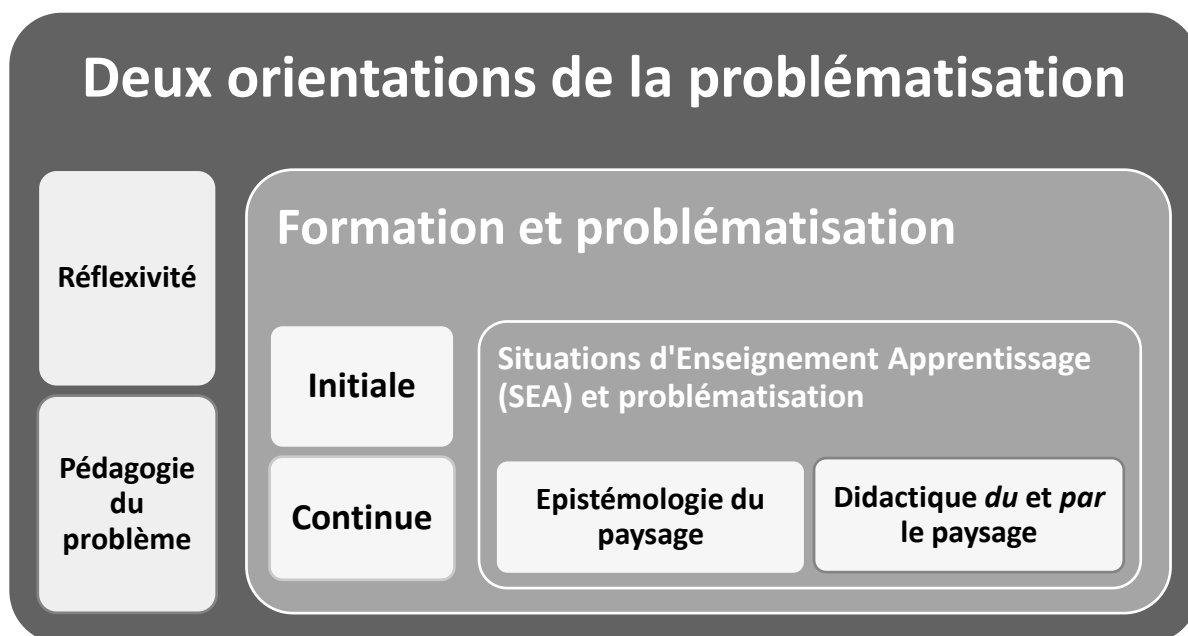 Deux orientations de la problématisation
Réflexivité
Pédagogie
du
problème
Formation et problématisation
Initiale
Continue
Situations d'Enseignement Apprentissage
(SEA) et problématisation
Epistémologie du
paysage
Didactique du et par
le paysage